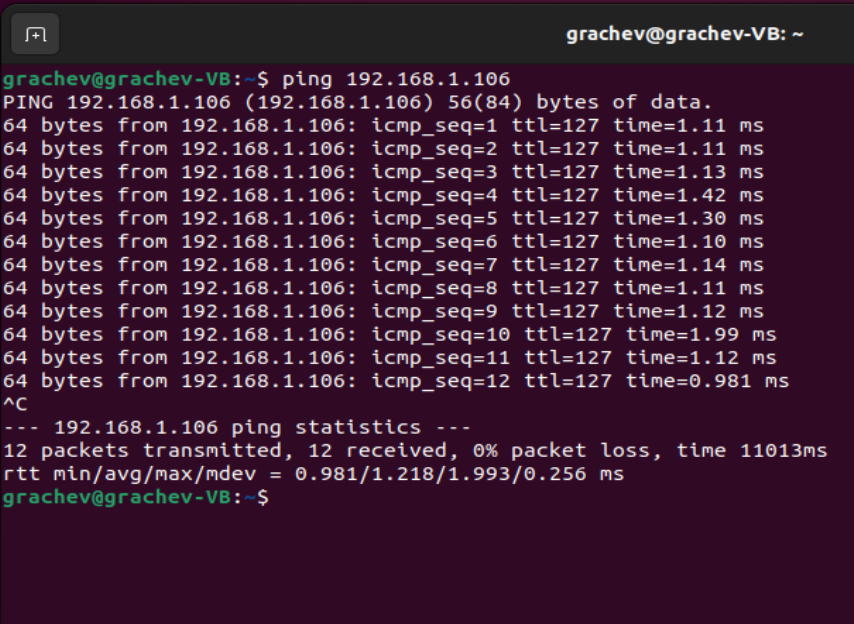 grachev@grachev-VB: ~
grachev@grachev-VB:~$ ping 192.168.1.106
PING 192.168.1.106 (192.168.1.106) 56(84) bytes of data.
64 bytes from 192.168.1.106: icmp_seq=1 ttl=127 time=1.11 ms
64 bytes from 192.168.1.106: icmp_seq=2 ttl=127 time=1.11 ms
64 bytes from 192.168.1.106: icmp_seq=3 ttl=127 time=1.13 ms
64 bytes from 192.168.1.106: icmp_seq=4 ttl=127 time=1.42 ms
64 bytes from 192.168.1.106: icmp_seq=5 ttl=127 time=1.30 ms
64 bytes from 192.168.1.106: icmp_seq=6 ttl=127 time=1.10 ms
64 bytes from 192.168.1.106: icmp_seq=7 ttl=127 time=1.14 ms
64 bytes from 192.168.1.106: icmp_seq=8 ttl=127 time=1.11 ms
64 bytes from 192.168.1.106: icmp_seq=9 ttl=127 time=1.12 ms
64 bytes from 192.168.1.106: icmp_seq=10 ttl=127 time=1.99 ms
64 bytes from 192.168.1.106: icmp_seq=11 ttl=127 time=1.12 ms
64 bytes from 192.168.1.106: icmp_seq=12 ttl=127 time=0.981 ms
^C
--- 192.168.1.106 ping statistics ---
12 packets transmitted, 12 received, 0% packet loss, time 11013ms
rtt min/avg/max/mdev = 0.981/1.218/1.993/0.256 ms
grachev@grachev-VB:~$